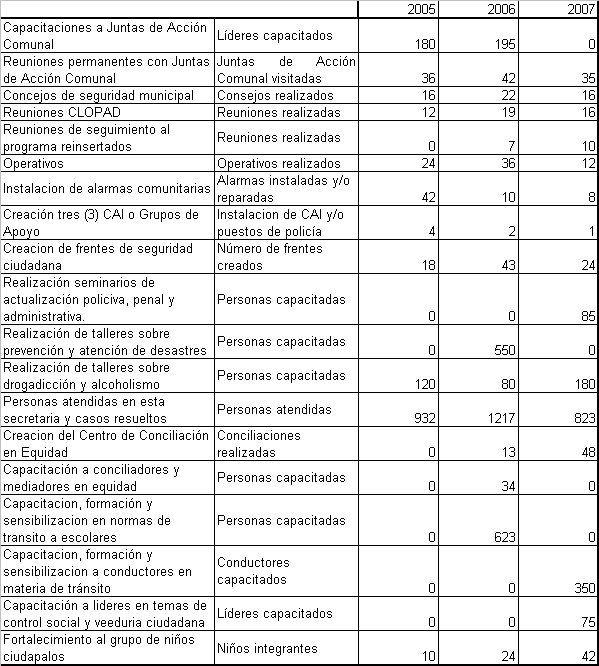 2005 2006 2007
Capacitaciones a Juntas de Acción
Comunal Líderes capacitados 180 195 0
Reuniones permanentes con Juntas Juntas de Acción
de Acción Comunal Comunal visitadas 36 42 35
Concejos de seguridad municipal Consejos realizados 16 22 16
Reuniones CLOPAD Reuniones realizadas 12 19 16
Reuniones de seguimiento al
programa reinsertados Reuniones realizadas 0 7 10
Operativos Operativos realizados 24 36 12
Instalacion de alarmas comunitarias Alarmas instaladas y/o
reparadas 42 10 8
Creación tres (3) CAI o Grupos de Instalacion de CAI y/o
Apoyo puestos de policía 4 2 1
Creacion de frentes de seguridad Número de frentes
ciudadana creados 18 43 24
Realización seminarios de
actualización policiva, penal y
administrativa. Personas capacitadas 0 0 85
Realización de talleres sobre
prevención y atención de desastres Personas capacitadas 0 550 0
Realización de talleres sobre
drogadicción y alcoholismo Personas capacitadas 120 80 180
Personas atendidas en esta
secretaria y casos resueltos Personas atendidas 932 1217 823
Creacion del Centro de Conciliación Conciliaciones
en Equidad realizadas 0 13 48
Capacitación a conciliadores y
mediadores en equidad Personas capacitadas 0 34 0
Capacitacion, formación y
sensibilizacion en normas de
transito a escolares Personas capacitadas 0 623 0
Capacitacion, formación y
sensibilizacion a conductores en Conductores
materia de tránsito capacitados 0 0 350
Capacitación a lideres en temas de
control social y veeduria ciudadana Líderes capacitados 0 0 75
Fortalecimiento al grupo de niños
ciudapalos Niños integrantes 10 24 42